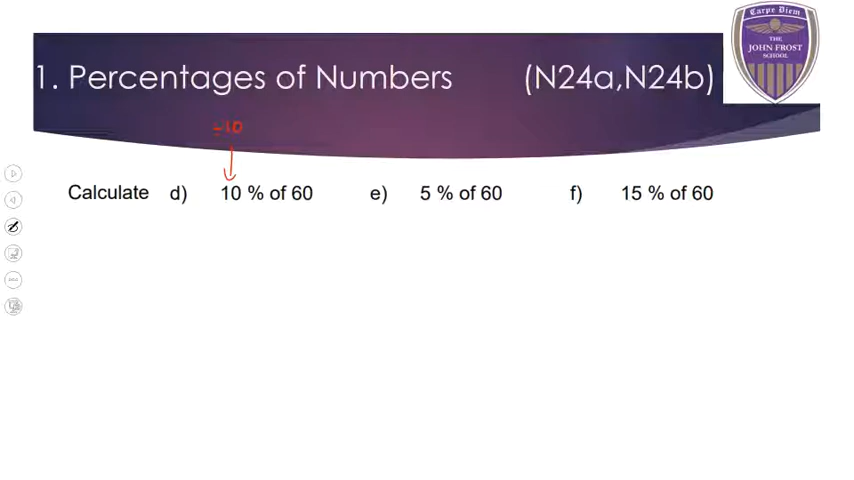 Carpe Diem
THE
JOHN FROST
SCHOOL
1. Percentages of Numbers (N24a,N24b)
÷10
Calculate d) 10 % of 60 e) 5 % of 60 f) 15 % of 60